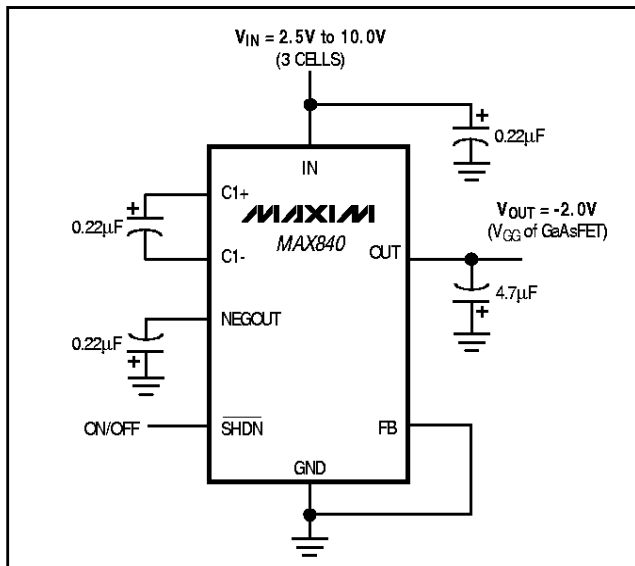 VIN = 2.5V to 10.0V
(3 CELLS)
+
0.22µF
IN
+
0.22µF
C1+
C1-
MAXIM
MAX840
OUT
VOUT = -2.0V
(VGG of GaAsFET)
4.7µF
+
0.22µF
+
NEGOUT
ON/OFF
SHDN
FB
GND